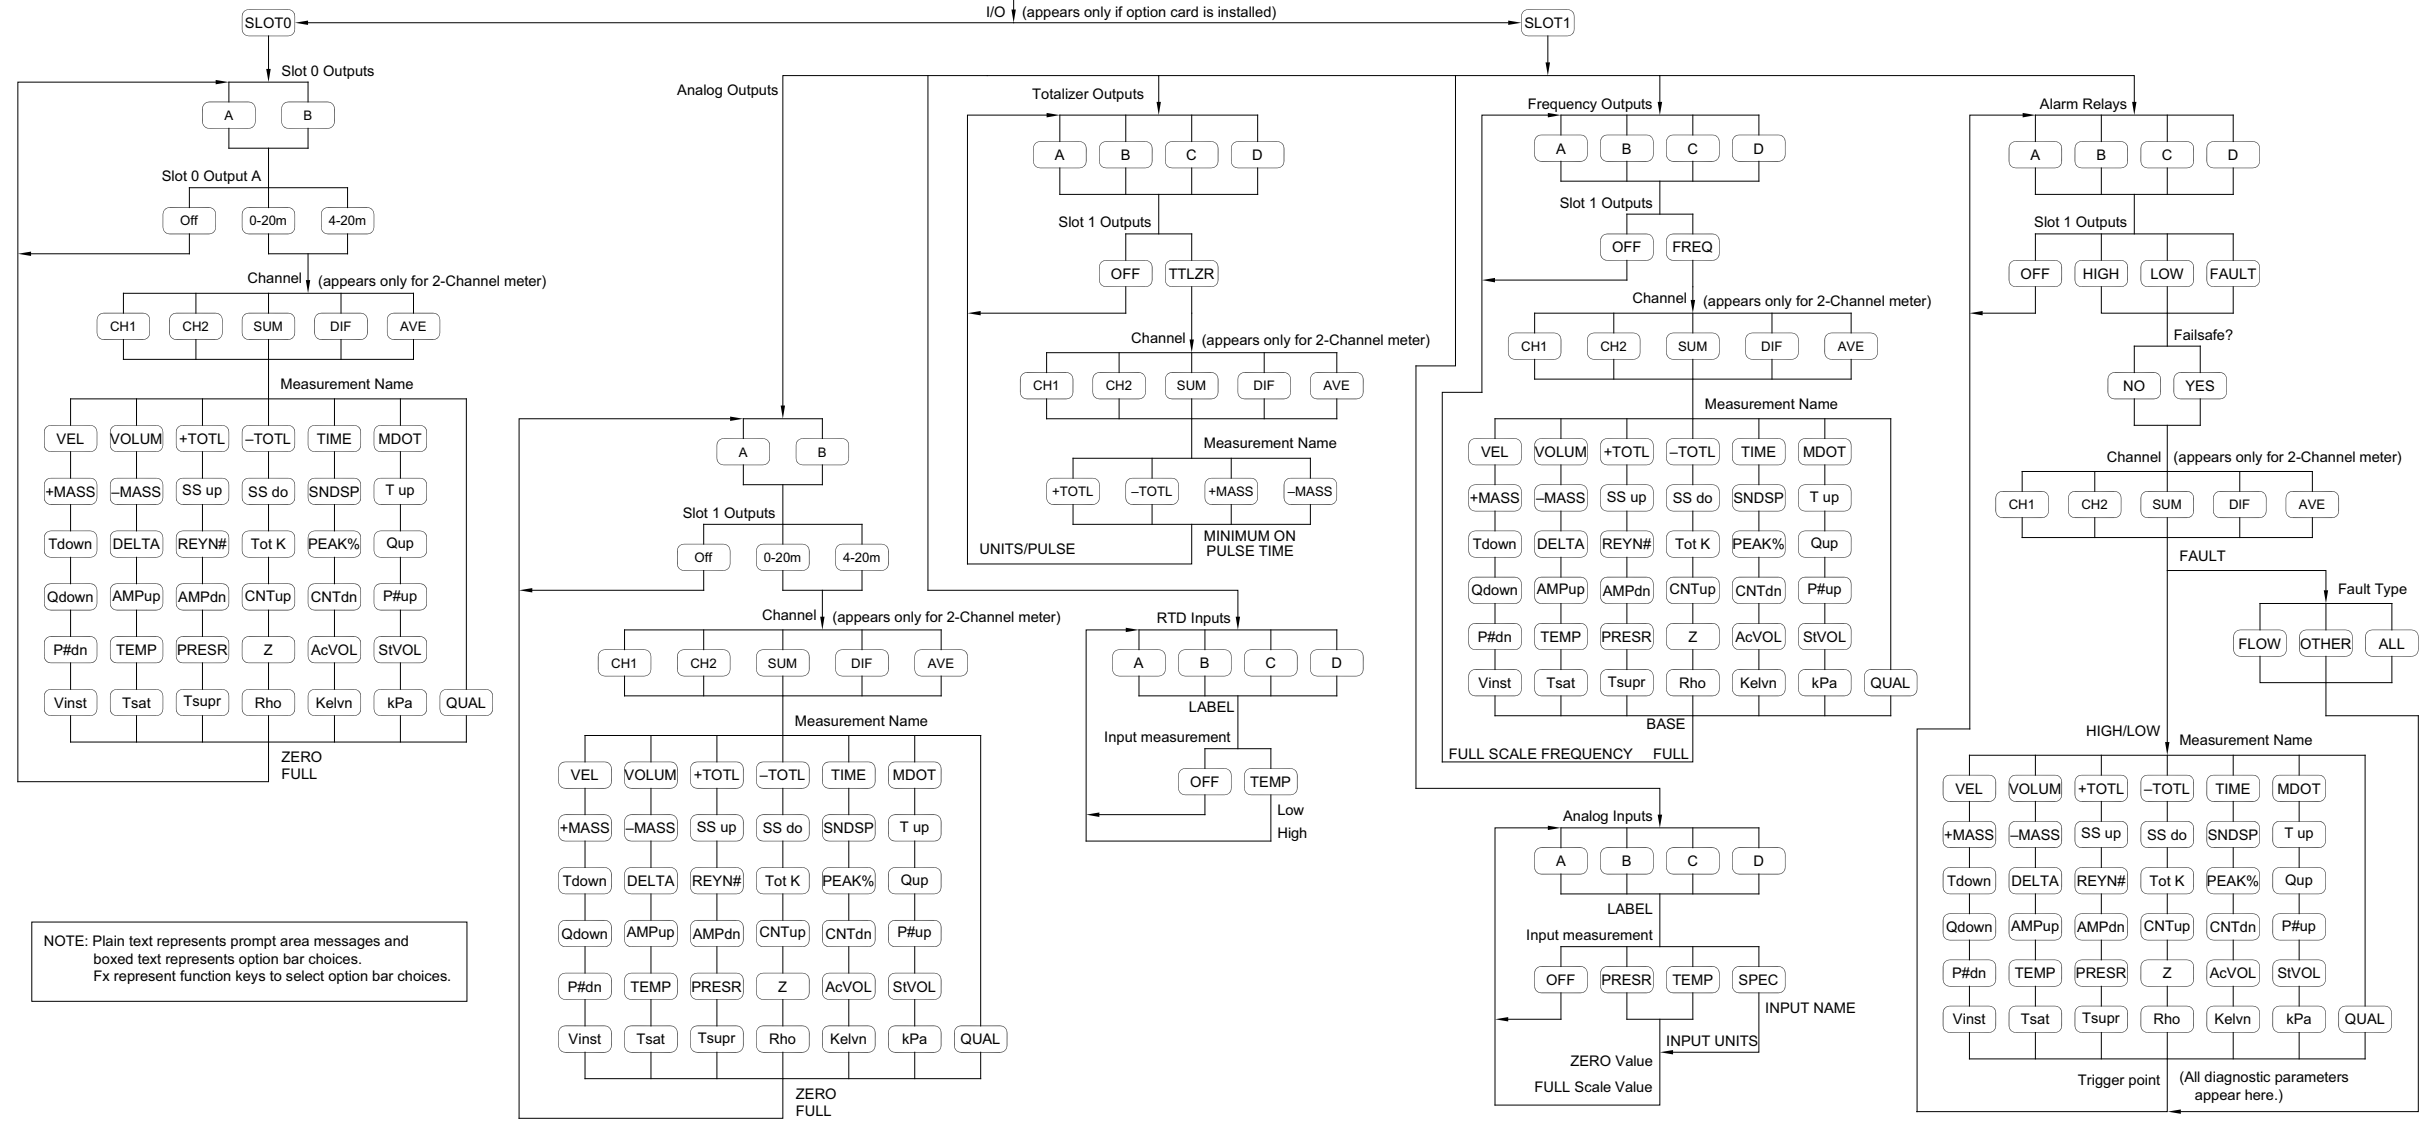 I/O (appears only if option card is installed)
SLOT0
SLOT1
Slot 0 Outputs
A B
Slot 0 Output A
Off 0-20m 4-20m
Channel (appears only for 2-Channel meter)
CH1 CH2 SUM DIF AVE
Measurement Name
VEL VOLUM +TOTL –TOTL TIME MDOT
+MASS –MASS SS up SS do SNDSP T up
Tdown DELTA REYN# Tot K PEAK% Qup
Qdown AMPup AMPdn CNTup CNTdn P#up
P#dn TEMP PRESR Z AcVOL StVOL
Vinst Tsat Tsupr Rho Kelvn kPa QUAL
ZERO
FULL
NOTE: Plain text represents prompt area messages and
boxed text represents option bar choices.
Fx represent function keys to select option bar choices.
Analog Outputs
A B
Slot 1 Outputs
Off 0-20m 4-20m
Channel (appears only for 2-Channel meter)
CH1 CH2 SUM DIF AVE
Measurement Name
VEL VOLUM +TOTL –TOTL TIME MDOT
+MASS –MASS SS up SS do SNDSP T up
Tdown DELTA REYN# Tot K PEAK% Qup
Qdown AMPup AMPdn CNTup CNTdn P#up
P#dn TEMP PRESR Z AcVOL StVOL
Vinst Tsat Tsupr Rho Kelvn kPa QUAL
ZERO
FULL
Totalizer Outputs
A B C D
Slot 1 Outputs
OFF TTLZR
Channel (appears only for 2-Channel meter)
CH1 CH2 SUM DIF AVE
Measurement Name
+TOTL –TOTL +MASS –MASS
UNITS/PULSE
MINIMUM ON
PULSE TIME
RTD Inputs
A B C D
LABEL
Input measurement
OFF TEMP
Low
High
Frequency Outputs
A B C D
Slot 1 Outputs
OFF FREQ
Channel (appears only for 2-Channel meter)
CH1 CH2 SUM DIF AVE
Measurement Name
VEL VOLUM +TOTL –TOTL TIME MDOT
+MASS –MASS SS up SS do SNDSP T up
Tdown DELTA REYN# Tot K PEAK% Qup
Qdown AMPup AMPdn CNTup CNTdn P#up
P#dn TEMP PRESR Z AcVOL StVOL
Vinst Tsat Tsupr Rho Kelvn kPa QUAL
BASE
FULL SCALE FREQUENCY FULL
Analog Inputs
A B C D
LABEL
Input measurement
OFF PRESR TEMP SPEC
INPUT NAME
INPUT UNITS
ZERO Value
FULL Scale Value
Alarm Relays
A B C D
Slot 1 Outputs
OFF HIGH LOW FAULT
Failsafe?
NO YES
Channel (appears only for 2-Channel meter)
CH1 CH2 SUM DIF AVE
FAULT
Fault Type
FLOW OTHER ALL
HIGH/LOW
Measurement Name
VEL VOLUM +TOTL –TOTL TIME MDOT
+MASS –MASS SS up SS do SNDSP T up
Tdown DELTA REYN# Tot K PEAK% Qup
Qdown AMPup AMPdn CNTup CNTdn P#up
P#dn TEMP PRESR Z AcVOL StVOL
Vinst Tsat Tsupr Rho Kelvn kPa QUAL
Trigger point (All diagnostic parameters
appear here.)